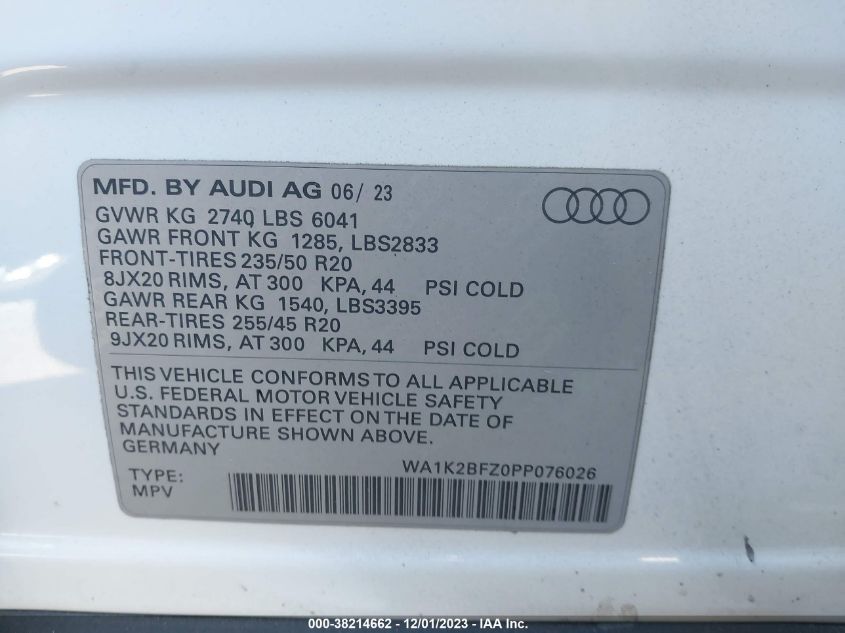 MFD. BY AUDI AG 06/ 23
GVWR KG 2740 LBS 6041
GAWR FRONT KG 1285, LBS2833
FRONT-TIRES 235/50 R20
8JX20 RIMS, AT 300 KPA, 44 PSI COLD
GAWR REAR KG 1540, LBS3395
REAR-TIRES 255/45 R20
9JX20 RIMS, AT 300 KPA, 44 PSI COLD
THIS VEHICLE CONFORMS TO ALL APPLICABLE
U.S. FEDERAL MOTOR VEHICLE SAFETY
STANDARDS IN EFFECT ON THE DATE OF
MANUFACTURE SHOWN ABOVE.
GERMANY
WA1K2BFZ0PP076026
TYPE:
MPV
000-38214662 - 12/01/2023 - IAA Inc.